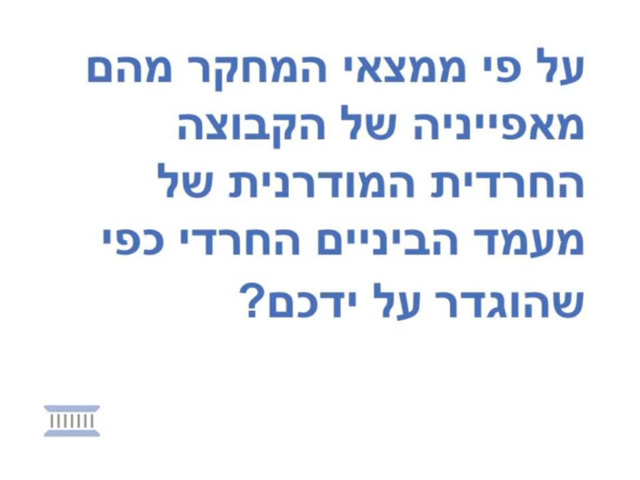 על פי ממצאי המחקר מהם
מאפייניה של הקבוצה
החרדית המודרנית של
מעמד הביניים החרדי כפי
שהוגדר על ידכם?